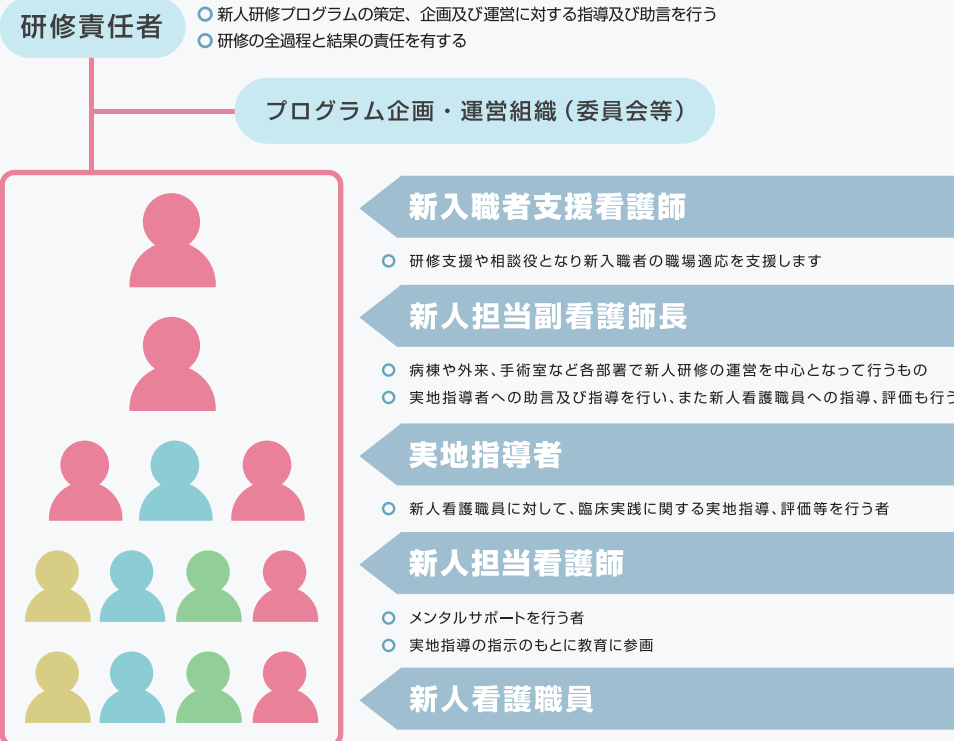 研修責任者
新人研修プログラムの策定、企画及び運営に対する指導及び助言を行う
研修の全過程と結果の責任を有する
プログラム企画・運営組織（委員会等）
新入職者支援看護師
研修支援や相談役となり新入職者の職場適応を支援します
新人担当副看護師長
病棟や外来、手術室など各部署で新人研修の運営を中心となって行うもの
実地指導者への助言及び指導を行い、また新人看護職員への指導、評価も行う
実地指導者
新人看護職員に対して、臨床実践に関する実地指導、評価等を行う者
新人担当看護師
メンタルサポートを行う者
実地指導の指示のもとに教育に参画
新人看護職員